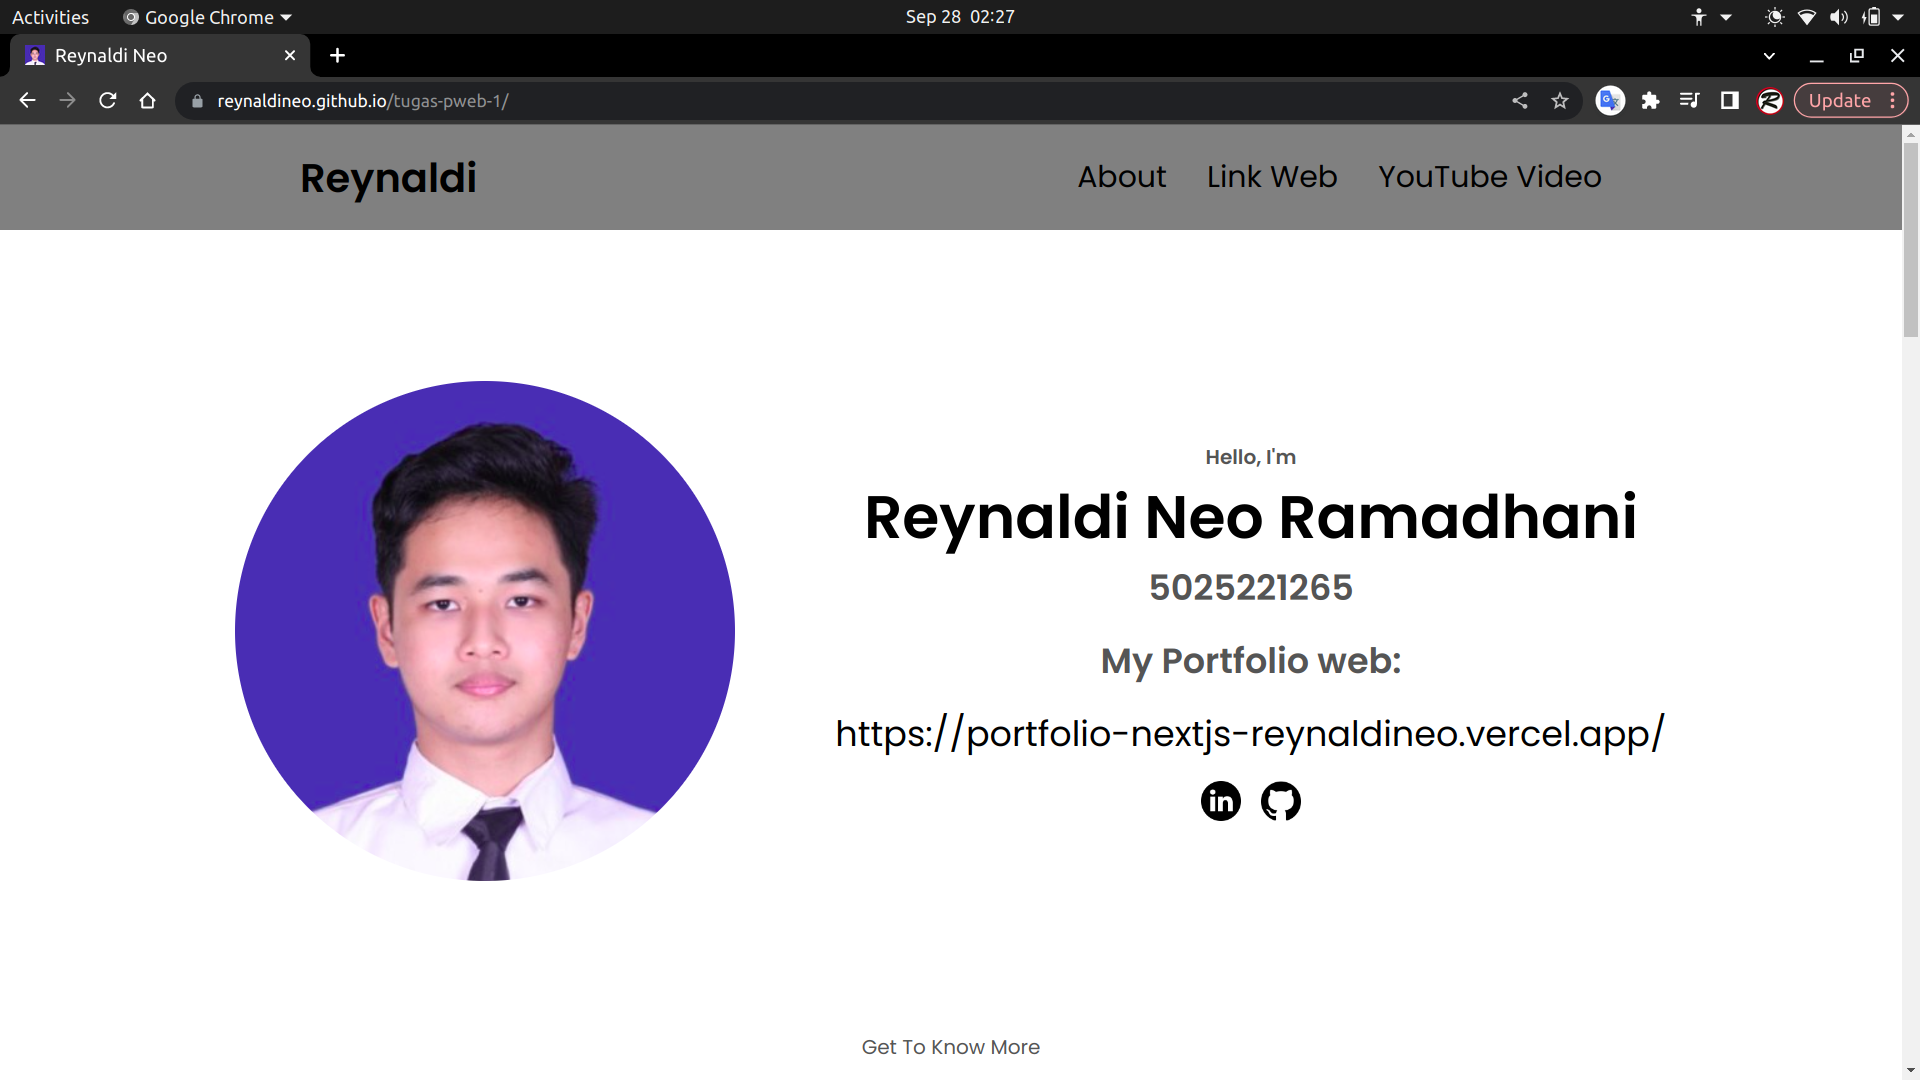 Activities Google Chrome Sep 28 02:27
Reynaldi Neo
reynaldineo.github.io/tugas-pweb-1/ Update
Reynaldi About Link Web YouTube Video
Hello, I'm
Reynaldi Neo Ramadhani
5025221265
My Portfolio web:
https://portfolio-nextjs-reynaldineo.vercel.app/
in
Get To Know More